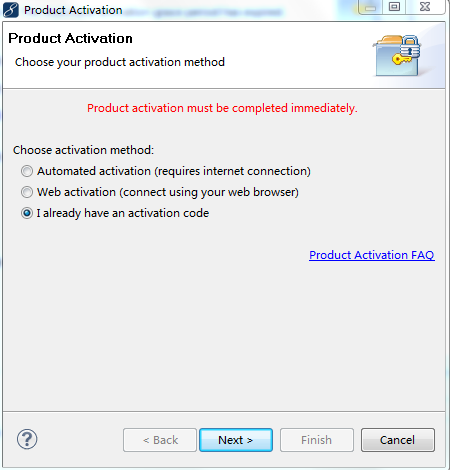 Product Activation
Product Activation
Choose your product activation method
Product activation must be completed immediately.
Choose activation method:
Automated activation (requires internet connection)
Web activation (connect using your web browser)
I already have an activation code
Product Activation FAQ
< Back
Next >
Finish
Cancel